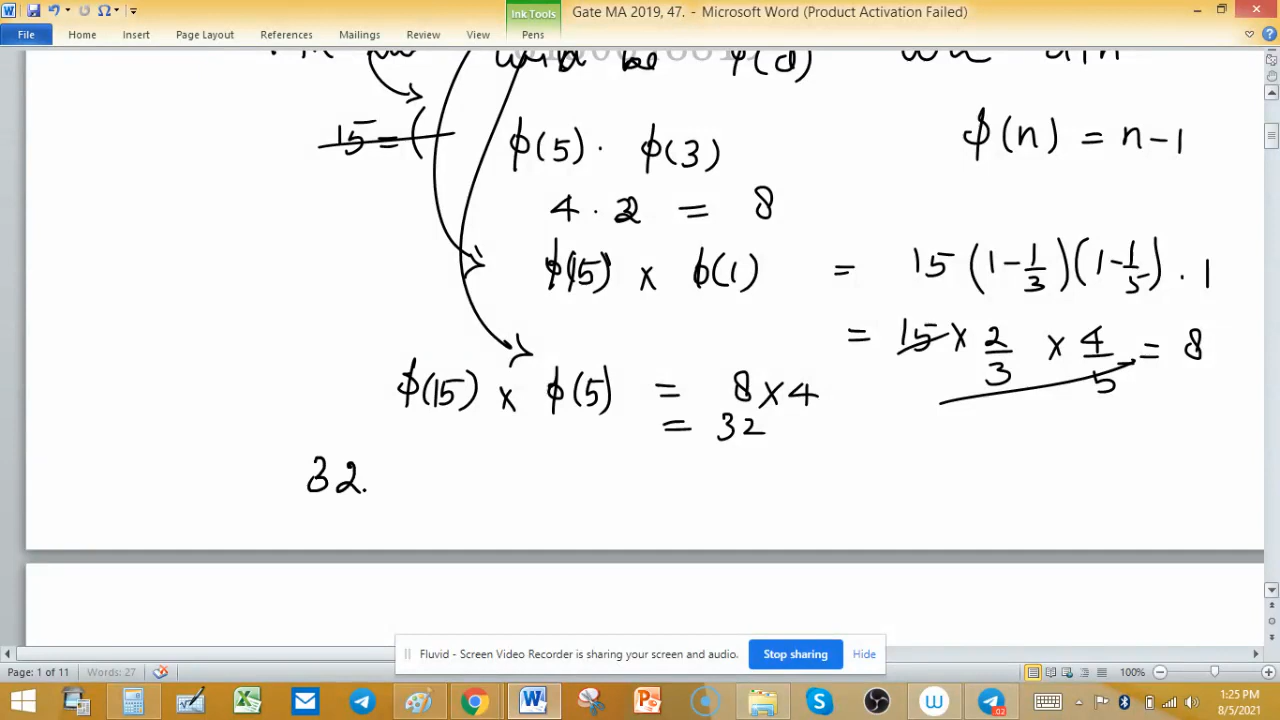 Ink Tools
Gate MA 2019, 47. - Microsoft Word (Product Activation Failed)
File Home Insert Page Layout References Mailings Review View Pens
be ϕ(d)
15 = (
ϕ(5) · ϕ(3)
ϕ(n) = n-1
4 . 2 = 8
ϕ(15) x ϕ(1) = 15 (1-1/3)(1-1/5) . 1
= 15 x 2/3 x 4/5 = 8
ϕ(15) x ϕ(5) = 8 x 4
= 32
32.
Fluvid - Screen Video Recorder is sharing your screen and audio. Stop sharing Hide
Page: 1 of 11 Words: 27 100%
1:25 PM
8/5/2021